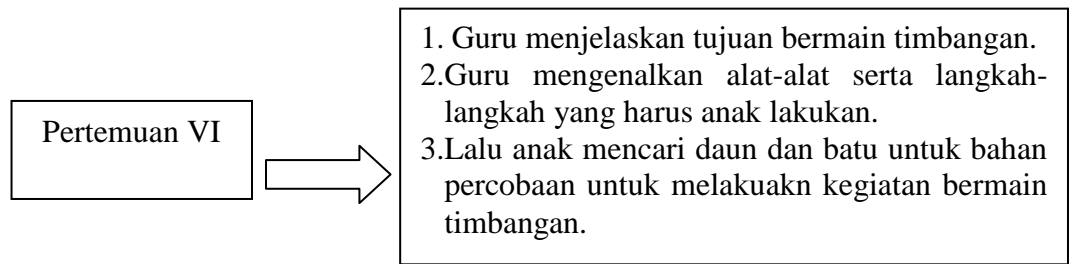 Pertemuan VI
1. Guru menjelaskan tujuan bermain timbangan.
2.Guru mengenalkan alat-alat serta langkah-
langkah yang harus anak lakukan.
3.Lalu anak mencari daun dan batu untuk bahan
percobaan untuk melakuakn kegiatan bermain
timbangan.